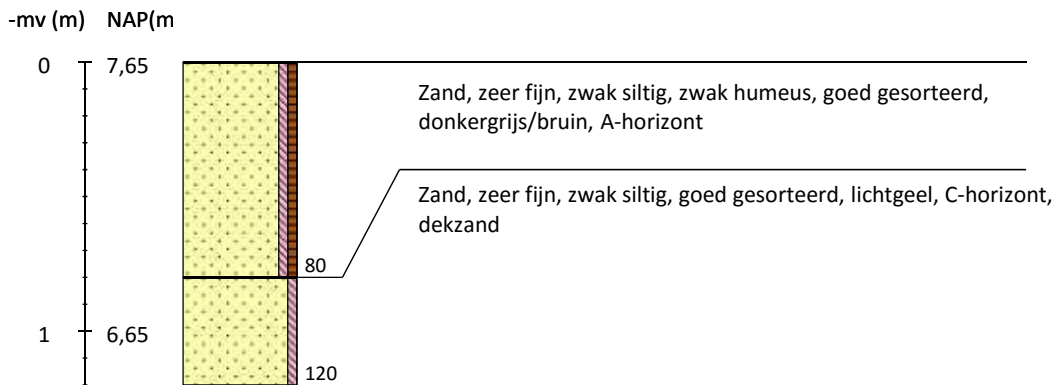 -mv (m) NAP(m
0 7,65
Zand, zeer fijn, zwak siltig, zwak humeus, goed gesorteerd,
donkergrijs/bruin, A-horizont
Zand, zeer fijn, zwak siltig, goed gesorteerd, lichtgeel, C-horizont,
dekzand
80
1 6,65
120